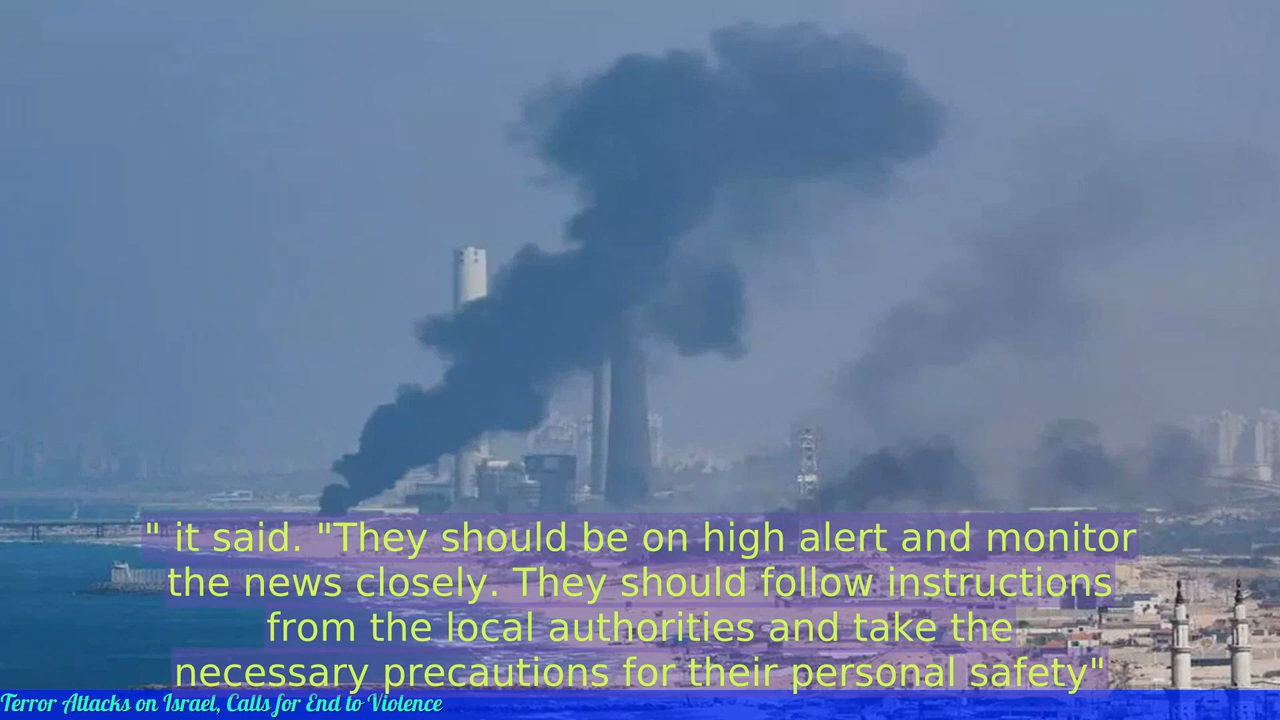 " it said. "They should be on high alert and monitor
the news closely. They should follow instructions
from the local authorities and take the
necessary precautions for their personal safety"
Terror Attacks on Israel, Calls for End to Violence